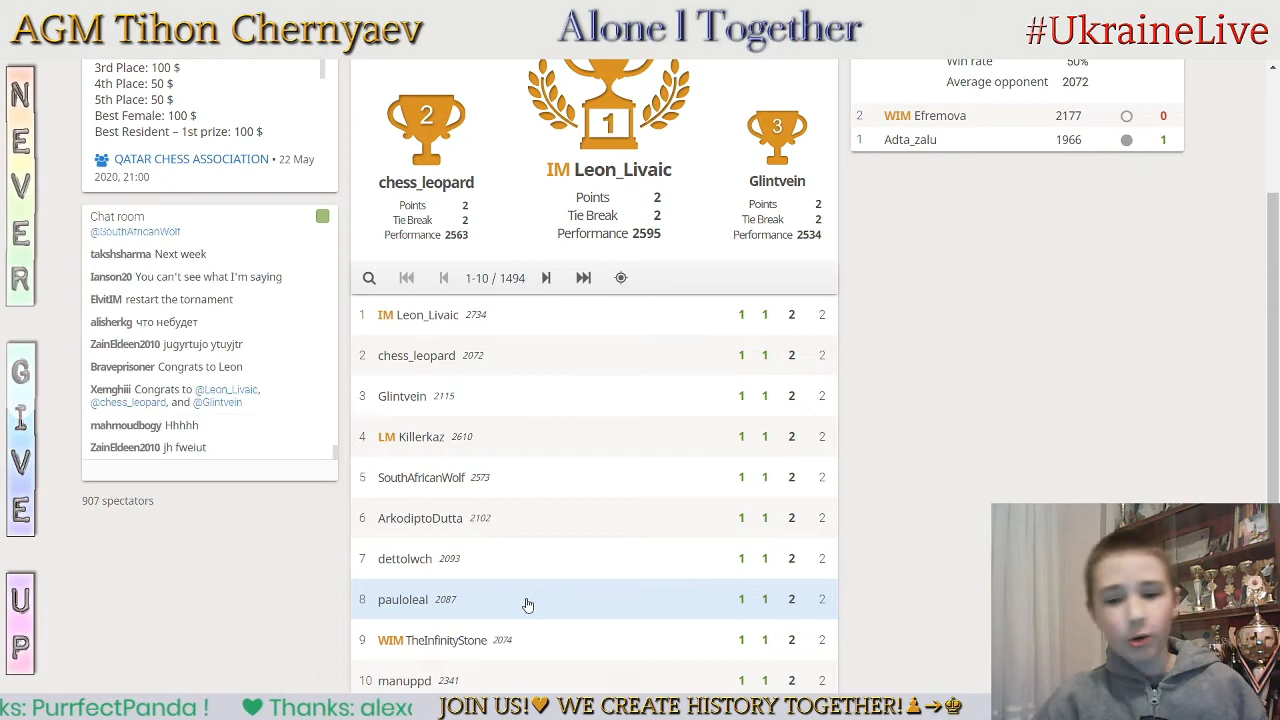 AGM Tihon Chernyaev
Alone 1 Together
#UkraineLive
NEVER
GIVE
UP
3rd Place: 100 $
4th Place: 50 $
5th Place: 50 $
Best Female: 100 $
Best Resident – 1st prize: 100 $
QATAR CHESS ASSOCIATION • 22 May
2020, 21:00
Chat room
@SouthAfricanWolf
takshsharma Next week
Ianson20 You can't see what I'm saying
ElvitIM restart the tornament
alisherkg что небудет
ZainEldeen2010 jugyrtujo ytuyjtr
Braveprisoner Congrats to Leon
Xemghiii Congrats to @Leon_Livaic,
@chess_leopard, and @Glintvein
mahmoudbogy Hhhhh
ZainEldeen2010 jh fweiut
907 spectators
2
chess_leopard
Points 2
Tie Break 2
Performance 2563
1
IM Leon_Livaic
Points 2
Tie Break 2
Performance 2595
3
Glintvein
Points 2
Tie Break 2
Performance 2534
1-10 / 1494
1 IM Leon_Livaic 2734 1 1 2 2
2 chess_leopard 2072 1 1 2 2
3 Glintvein 2115 1 1 2 2
4 LM Killerkaz 2610 1 1 2 2
5 SouthAfricanWolf 2573 1 1 2 2
6 ArkodiptoDutta 2102 1 1 2 2
7 dettolwch 2093 1 1 2 2
8 pauloleal 2087 1 1 2 2
9 WIM TheInfinityStone 2074 1 1 2 2
10 manuppd 2341 1 1 2 2
Win rate 50%
Average opponent 2072
2 WIM Efremova 2177 0
1 Adta_zalu 1966 1
ks: PurrfectPanda !
Thanks: alex
JOIN US! WE CREATE HISTORY TOGETHER!